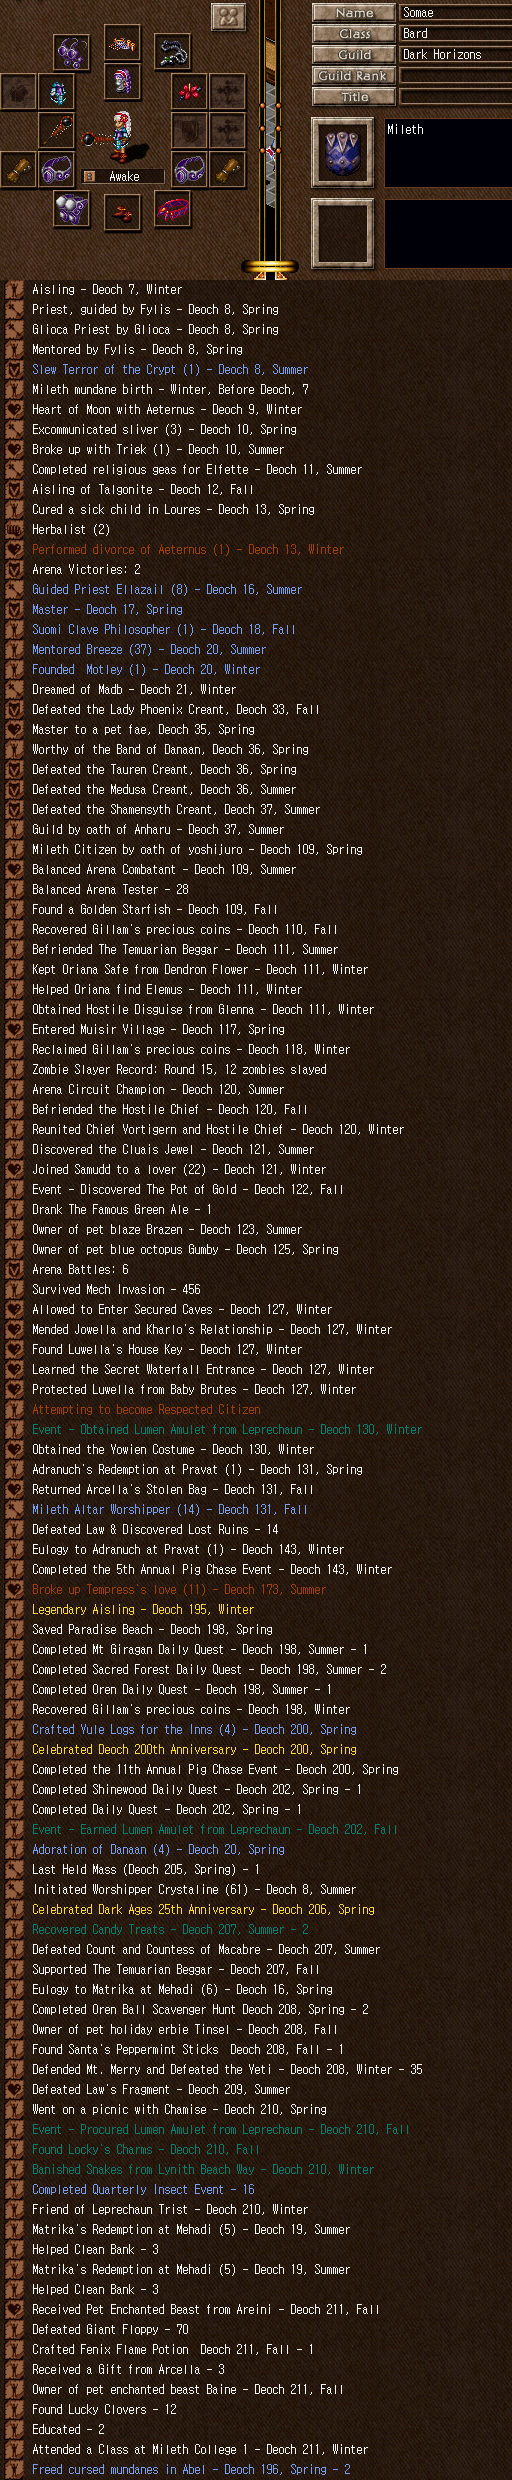 Name Somae
Class Bard
Guild Dark Horizons
Guild Rank
Title
Mileth
Awake
Aisling - Deoch 7, Winter
Priest, guided by Fylis - Deoch 8, Spring
Glioca Priest by Glioca - Deoch 8, Spring
Mentored by Fylis - Deoch 8, Spring
Slew Terror of the Crypt (1) - Deoch 8, Summer
Mileth mundane birth - Winter, Before Deoch, 7
Heart of Moon with Aeternus - Deoch 9, Winter
Excommunicated sliver (3) - Deoch 10, Spring
Broke up with Triek (1) - Deoch 10, Summer
Completed religious geas for Elfette - Deoch 11, Summer
Aisling of Talgonite - Deoch 12, Fall
Cured a sick child in Loures - Deoch 13, Spring
Herbalist (2)
Performed divorce of Aeternus (1) - Deoch 13, Winter
Arena Victories: 2
Guided Priest Ellazail (8) - Deoch 16, Summer
Master - Deoch 17, Spring
Suomi Clave Philosopher (1) - Deoch 18, Fall
Mentored Breeze (37) - Deoch 20, Summer
Founded  Motley (1) - Deoch 20, Winter
Dreamed of Madb - Deoch 21, Winter
Defeated the Lady Phoenix Creant, Deoch 33, Fall
Master to a pet fae, Deoch 35, Spring
Worthy of the Band of Danaan, Deoch 36, Spring
Defeated the Tauren Creant, Deoch 36, Spring
Defeated the Medusa Creant, Deoch 36, Summer
Defeated the Shamensyth Creant, Deoch 37, Summer
Guild by oath of Anharu - Deoch 37, Summer
Mileth Citizen by oath of yoshijuro - Deoch 109, Spring
Balanced Arena Combatant - Deoch 109, Summer
Balanced Arena Tester - 28
Found a Golden Starfish - Deoch 109, Fall
Recovered Gillam's precious coins - Deoch 110, Fall
Befriended The Temuarian Beggar - Deoch 111, Summer
Kept Oriana Safe from Dendron Flower - Deoch 111, Winter
Helped Oriana find Elemus - Deoch 111, Winter
Obtained Hostile Disguise from Glenna - Deoch 111, Winter
Entered Muisir Village - Deoch 117, Spring
Reclaimed Gillam's precious coins - Deoch 118, Winter
Zombie Slayer Record: Round 15, 12 zombies slayed
Arena Circuit Champion - Deoch 120, Summer
Befriended the Hostile Chief - Deoch 120, Fall
Reunited Chief Vortigern and Hostile Chief - Deoch 120, Winter
Discovered the Cluais Jewel - Deoch 121, Summer
Joined Samudd to a lover (22) - Deoch 121, Winter
Event - Discovered The Pot of Gold - Deoch 122, Fall
Drank The Famous Green Ale - 1
Owner of pet blaze Brazen - Deoch 123, Summer
Owner of pet blue octopus Gumby - Deoch 125, Spring
Arena Battles: 6
Survived Mech Invasion - 456
Allowed to Enter Secured Caves - Deoch 127, Winter
Mended Jowella and Kharlo's Relationship - Deoch 127, Winter
Found Luwella's House Key - Deoch 127, Winter
Learned the Secret Waterfall Entrance - Deoch 127, Winter
Protected Luwella from Baby Brutes - Deoch 127, Winter
Attempting to become Respected Citizen
Event - Obtained Lumen Amulet from Leprechaun - Deoch 130, Winter
Obtained the Yowien Costume - Deoch 130, Winter
Adranuch's Redemption at Pravat (1) - Deoch 131, Spring
Returned Arcella's Stolen Bag - Deoch 131, Fall
Mileth Altar Worshipper (14) - Deoch 131, Fall
Defeated Law & Discovered Lost Ruins - 14
Eulogy to Adranuch at Pravat (1) - Deoch 143, Winter
Completed the 5th Annual Pig Chase Event - Deoch 143, Winter
Broke up Tempress's love (11) - Deoch 173, Summer
Legendary Aisling - Deoch 195, Winter
Saved Paradise Beach - Deoch 198, Spring
Completed Mt Giragan Daily Quest - Deoch 198, Summer - 1
Completed Sacred Forest Daily Quest - Deoch 198, Summer - 2
Completed Oren Daily Quest - Deoch 198, Summer - 1
Recovered Gillam's precious coins - Deoch 198, Winter
Crafted Yule Logs for the Inns (4) - Deoch 200, Spring
Celebrated Deoch 200th Anniversary - Deoch 200, Spring
Completed the 11th Annual Pig Chase Event - Deoch 200, Spring
Completed Shinewood Daily Quest - Deoch 202, Spring - 1
Completed Daily Quest - Deoch 202, Spring - 1
Event - Earned Lumen Amulet from Leprechaun - Deoch 202, Fall
Adoration of Danaan (4) - Deoch 20, Spring
Last Held Mass (Deoch 205, Spring) - 1
Initiated Worshipper Crystaline (61) - Deoch 8, Summer
Celebrated Dark Ages 25th Anniversary - Deoch 206, Spring
Recovered Candy Treats - Deoch 207, Summer - 2
Defeated Count and Countess of Macabre - Deoch 207, Summer
Supported The Temuarian Beggar - Deoch 207, Fall
Eulogy to Matrika at Mehadi (6) - Deoch 16, Spring
Completed Oren Ball Scavenger Hunt Deoch 208, Spring - 2
Owner of pet holiday erbie Tinsel - Deoch 208, Fall
Found Santa's Peppermint Sticks  Deoch 208, Fall - 1
Defended Mt. Merry and Defeated the Yeti - Deoch 208, Winter - 35
Defeated Law's Fragment - Deoch 209, Summer
Went on a picnic with Chamise - Deoch 210, Spring
Event - Procured Lumen Amulet from Leprechaun - Deoch 210, Fall
Found Locky's Charms - Deoch 210, Fall
Banished Snakes from Lynith Beach Way - Deoch 210, Winter
Completed Quarterly Insect Event - 16
Friend of Leprechaun Trist - Deoch 210, Winter
Matrika's Redemption at Mehadi (5) - Deoch 19, Summer
Helped Clean Bank - 3
Matrika's Redemption at Mehadi (5) - Deoch 19, Summer
Helped Clean Bank - 3
Received Pet Enchanted Beast from Areini - Deoch 211, Fall
Defeated Giant Floppy - 70
Crafted Fenix Flame Potion  Deoch 211, Fall - 1
Received a Gift from Arcella - 3
Owner of pet enchanted beast Baine - Deoch 211, Fall
Found Lucky Clovers - 12
Educated - 2
Attended a Class at Mileth College 1 - Deoch 211, Winter
Freed cursed mundanes in Abel - Deoch 196, Spring - 2